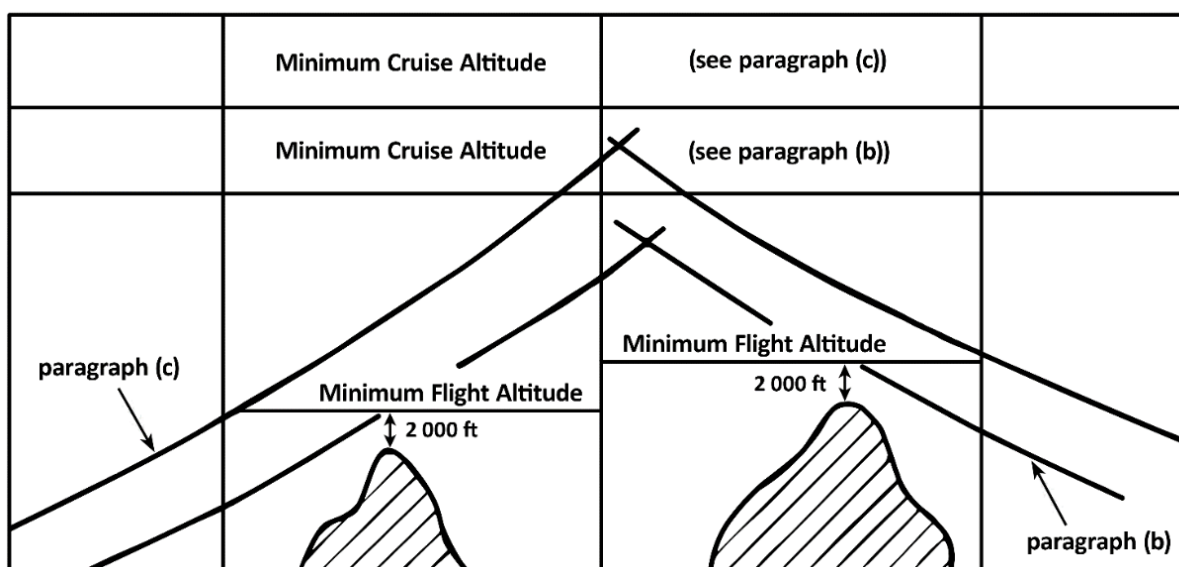 Minimum Cruise Altitude
(see paragraph (c))
Minimum Cruise Altitude
(see paragraph (b))
Minimum Flight Altitude
2 000 ft
paragraph (c)
Minimum Flight Altitude
2 000 ft
paragraph (b)